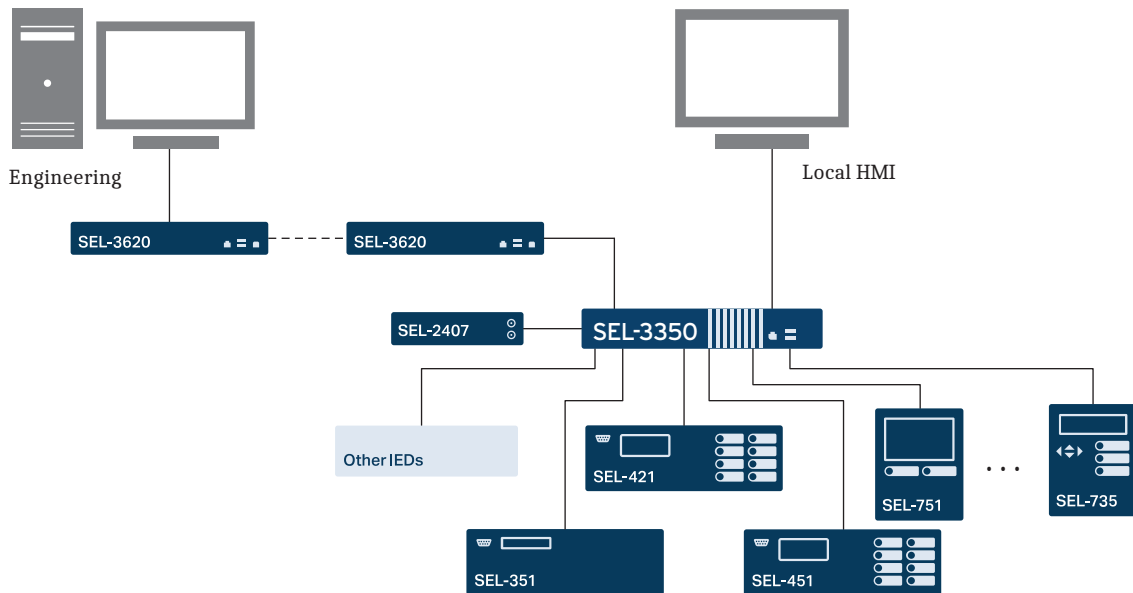 Engineering
Local HMI
SEL-3620
SEL-3620
SEL-2407
SEL-3350
Other IEDs
SEL-421
SEL-751
...
SEL-735
SEL-351
SEL-451